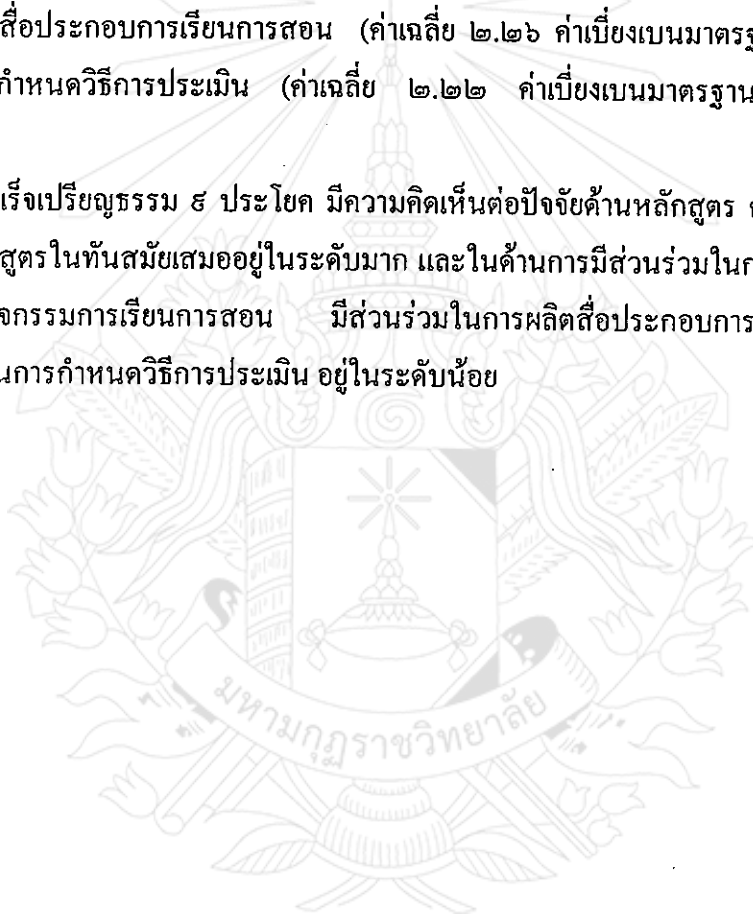 สื่อประกอบการเรียนการสอน (ค่าเฉลี่ย ๒.๒๖ ค่าเบี่ยงเบนมาตรฐ
กำหนดวิธีการประเมิน (ค่าเฉลี่ย ๒.๒๒ ค่าเบี่ยงเบนมาตรฐาน
เร็จเปรียญธรรม ๙ ประโยค มีความคิดเห็นต่อปัจจัยด้านหลักสูตร
สูตรในทันสมัยเสมออยู่ในระดับมาก และในด้านการมีส่วนร่วมในก
จกรรมการเรียนการสอน มีส่วนร่วมในการผลิตสื่อประกอบการ
นการกำหนดวิธีการประเมิน อยู่ในระดับน้อย
มหามกุฏราชวิทยาลัย